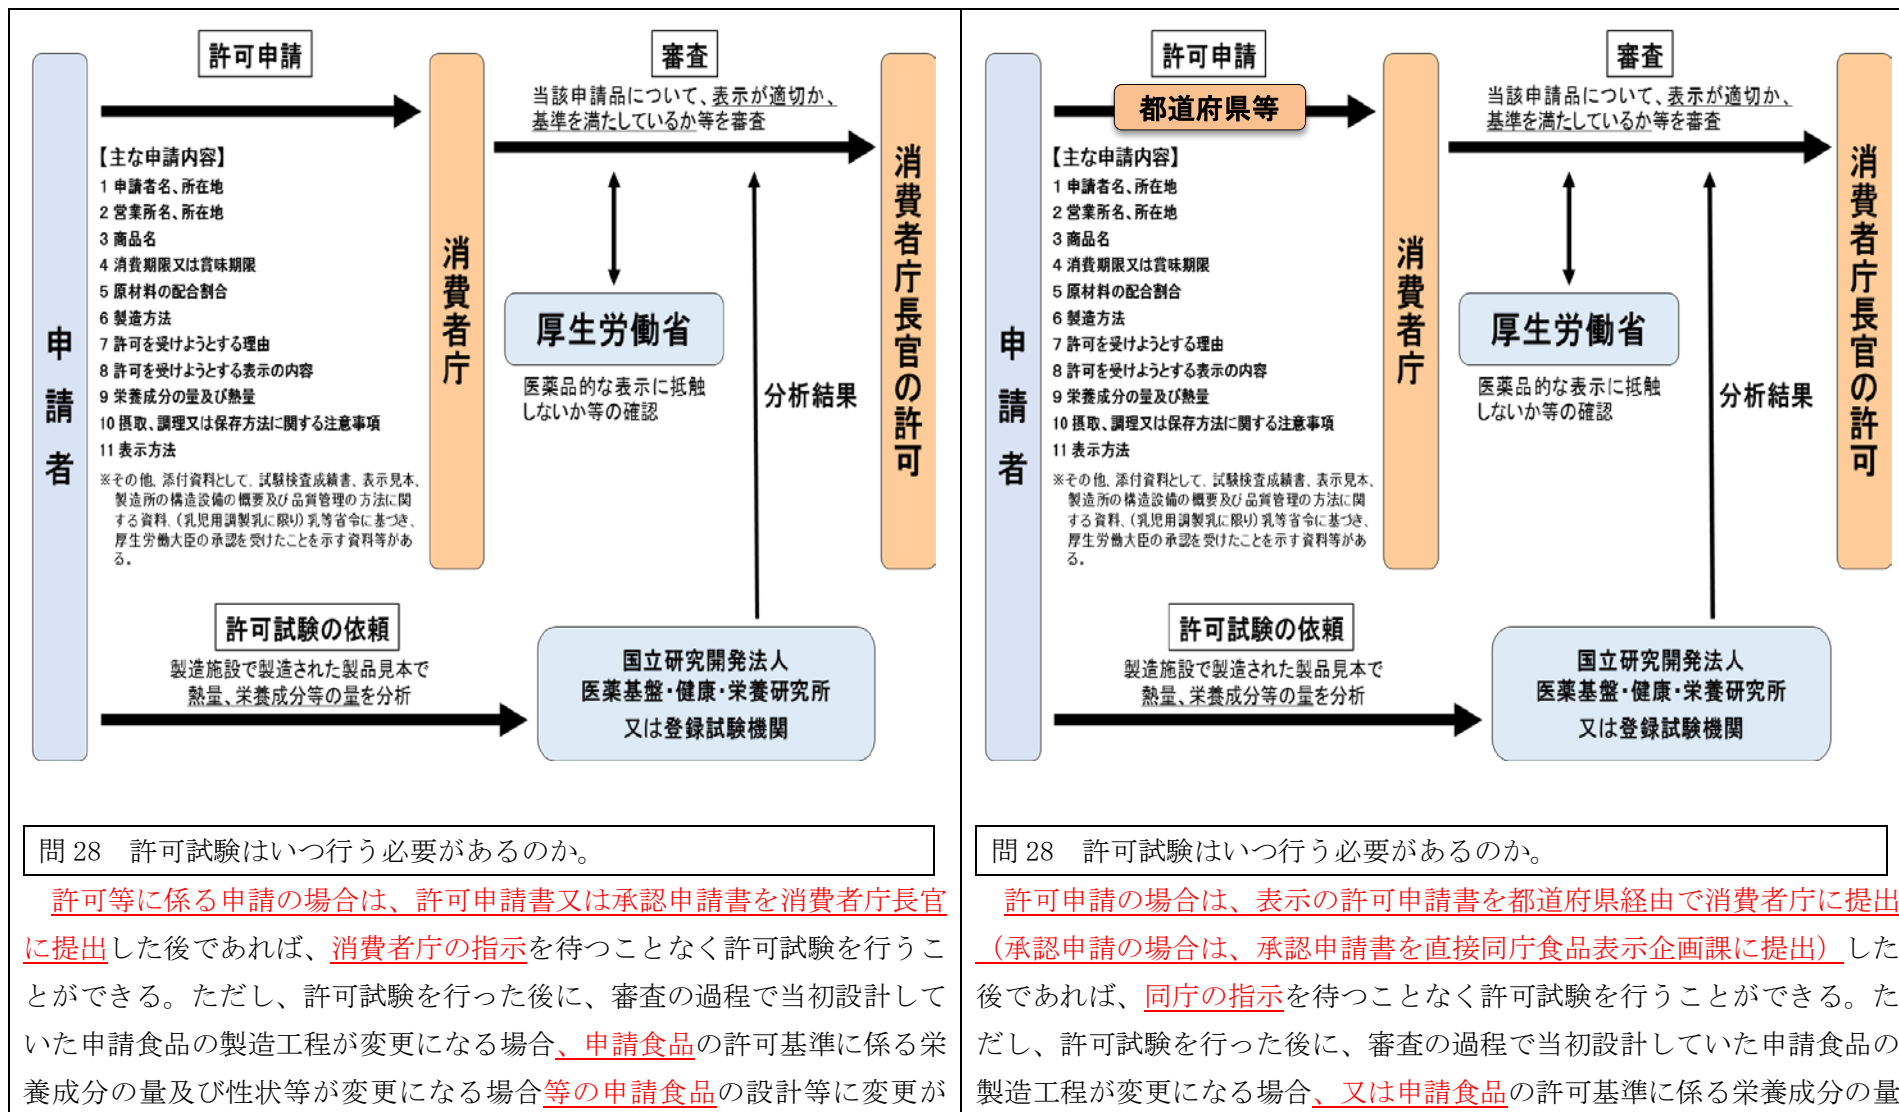 許可申請
審査
当該申請品について、表示が適切か、
基準を満たしているか等を審査
【主な申請内容】
1 申請者名、所在地
2 営業所名、所在地
3 商品名
4 消費期限又は賞味期限
5 原材料の配合割合
6 製造方法
7 許可を受けようとする理由
8 許可を受けようとする表示の内容
9 栄養成分の量及び熱量
10 摂取、調理又は保存方法に関する注意事項
11 表示方法
※その他、添付資料として、試験検査成績書、表示見本、
製造所の構造設備の概要及び品質管理の方法に関
する資料、（乳児用調製乳に限り）乳等省令に基づき、
厚生労働大臣の承認を受けたことを示す資料等があ
る。
申請者
消費者庁
厚生労働省
医薬品的な表示に抵触
しないか等の確認
分析結果
消費者庁長官の許可
許可試験の依頼
製造施設で製造された製品見本で
熱量、栄養成分等の量を分析
国立研究開発法人
医薬基盤・健康・栄養研究所
又は登録試験機関
問 28　許可試験はいつ行う必要があるのか。
許可等に係る申請の場合は、許可申請書又は承認申請書を消費者庁長官
に提出した後であれば、消費者庁の指示を待つことなく許可試験を行うこ
とができる。ただし、許可試験を行った後に、審査の過程で当初設計して
いた申請食品の製造工程が変更になる場合、申請食品の許可基準に係る栄
養成分の量及び性状等が変更になる場合等の申請食品の設計等に変更が
許可申請
都道府県等
審査
当該申請品について、表示が適切か、
基準を満たしているか等を審査
【主な申請内容】
1 申請者名、所在地
2 営業所名、所在地
3 商品名
4 消費期限又は賞味期限
5 原材料の配合割合
6 製造方法
7 許可を受けようとする理由
8 許可を受けようとする表示の内容
9 栄養成分の量及び熱量
10 摂取、調理又は保存方法に関する注意事項
11 表示方法
※その他、添付資料として、試験検査成績書、表示見本、
製造所の構造設備の概要及び品質管理の方法に関
する資料、（乳児用調製乳に限り）乳等省令に基づき、
厚生労働大臣の承認を受けたことを示す資料等があ
る。
申請者
消費者庁
厚生労働省
医薬品的な表示に抵触
しないか等の確認
分析結果
消費者庁長官の許可
許可試験の依頼
製造施設で製造された製品見本で
熱量、栄養成分等の量を分析
国立研究開発法人
医薬基盤・健康・栄養研究所
又は登録試験機関
問 28　許可試験はいつ行う必要があるのか。
許可申請の場合は、表示の許可申請書を都道府県経由で消費者庁に提出
（承認申請の場合は、承認申請書を直接同庁食品表示企画課に提出）した
後であれば、同庁の指示を待つことなく許可試験を行うことができる。た
だし、許可試験を行った後に、審査の過程で当初設計していた申請食品の
製造工程が変更になる場合、又は申請食品の許可基準に係る栄養成分の量